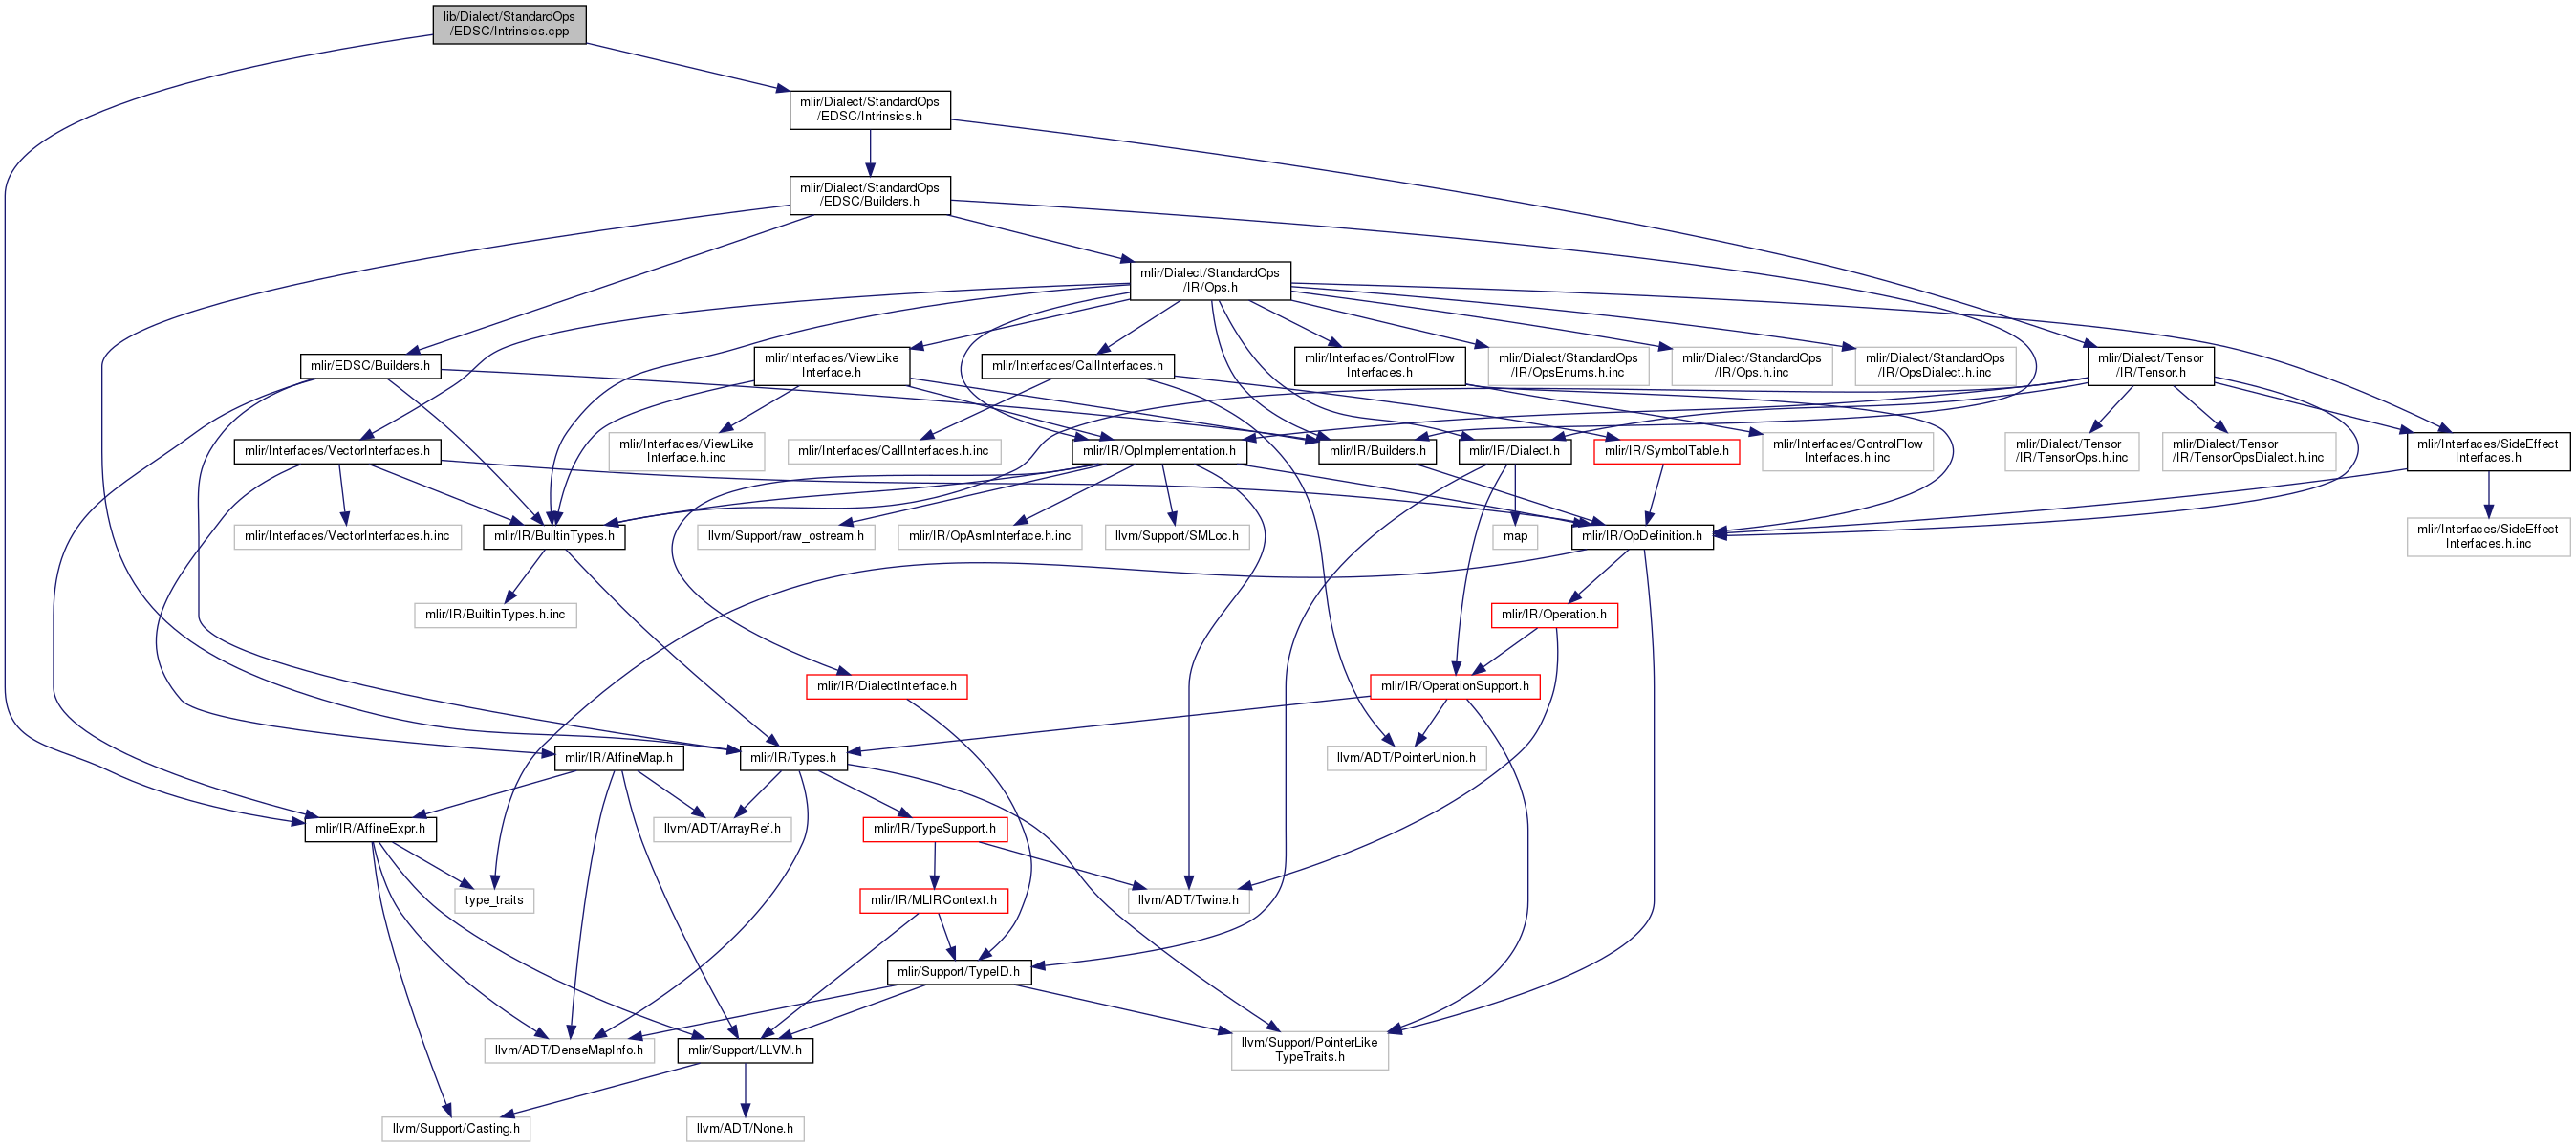 lib/Dialect/StandardOps
/EDSC/Intrinsics.cpp
mlir/Dialect/StandardOps
/EDSC/Intrinsics.h
mlir/Dialect/StandardOps
/EDSC/Builders.h
mlir/Dialect/StandardOps
/IR/Ops.h
mlir/EDSC/Builders.h
mlir/Interfaces/ViewLike
Interface.h
mlir/Interfaces/CallInterfaces.h
mlir/Interfaces/ControlFlow
Interfaces.h
mlir/Dialect/StandardOps
/IR/OpsEnums.h.inc
mlir/Dialect/StandardOps
/IR/Ops.h.inc
mlir/Dialect/StandardOps
/IR/OpsDialect.h.inc
mlir/Dialect/Tensor
/IR/Tensor.h
mlir/Interfaces/VectorInterfaces.h
mlir/Interfaces/ViewLike
Interface.h.inc
mlir/Interfaces/CallInterfaces.h.inc
mlir/IR/OpImplementation.h
mlir/IR/Builders.h
mlir/IR/Dialect.h
mlir/IR/SymbolTable.h
mlir/Interfaces/ControlFlow
Interfaces.h.inc
mlir/Dialect/Tensor
/IR/TensorOps.h.inc
mlir/Dialect/Tensor
/IR/TensorOpsDialect.h.inc
mlir/Interfaces/SideEffect
Interfaces.h
mlir/Interfaces/VectorInterfaces.h.inc
mlir/IR/BuiltinTypes.h
llvm/Support/raw_ostream.h
mlir/IR/OpAsmInterface.h.inc
llvm/Support/SMLoc.h
map
mlir/IR/OpDefinition.h
mlir/Interfaces/SideEffect
Interfaces.h.inc
mlir/IR/BuiltinTypes.h.inc
mlir/IR/Operation.h
mlir/IR/DialectInterface.h
mlir/IR/OperationSupport.h
mlir/IR/AffineMap.h
mlir/IR/Types.h
llvm/ADT/PointerUnion.h
mlir/IR/AffineExpr.h
llvm/ADT/ArrayRef.h
mlir/IR/TypeSupport.h
type_traits
mlir/IR/MLIRContext.h
llvm/ADT/Twine.h
mlir/Support/TypeID.h
llvm/ADT/DenseMapInfo.h
mlir/Support/LLVM.h
llvm/Support/PointerLike
TypeTraits.h
llvm/Support/Casting.h
llvm/ADT/None.h